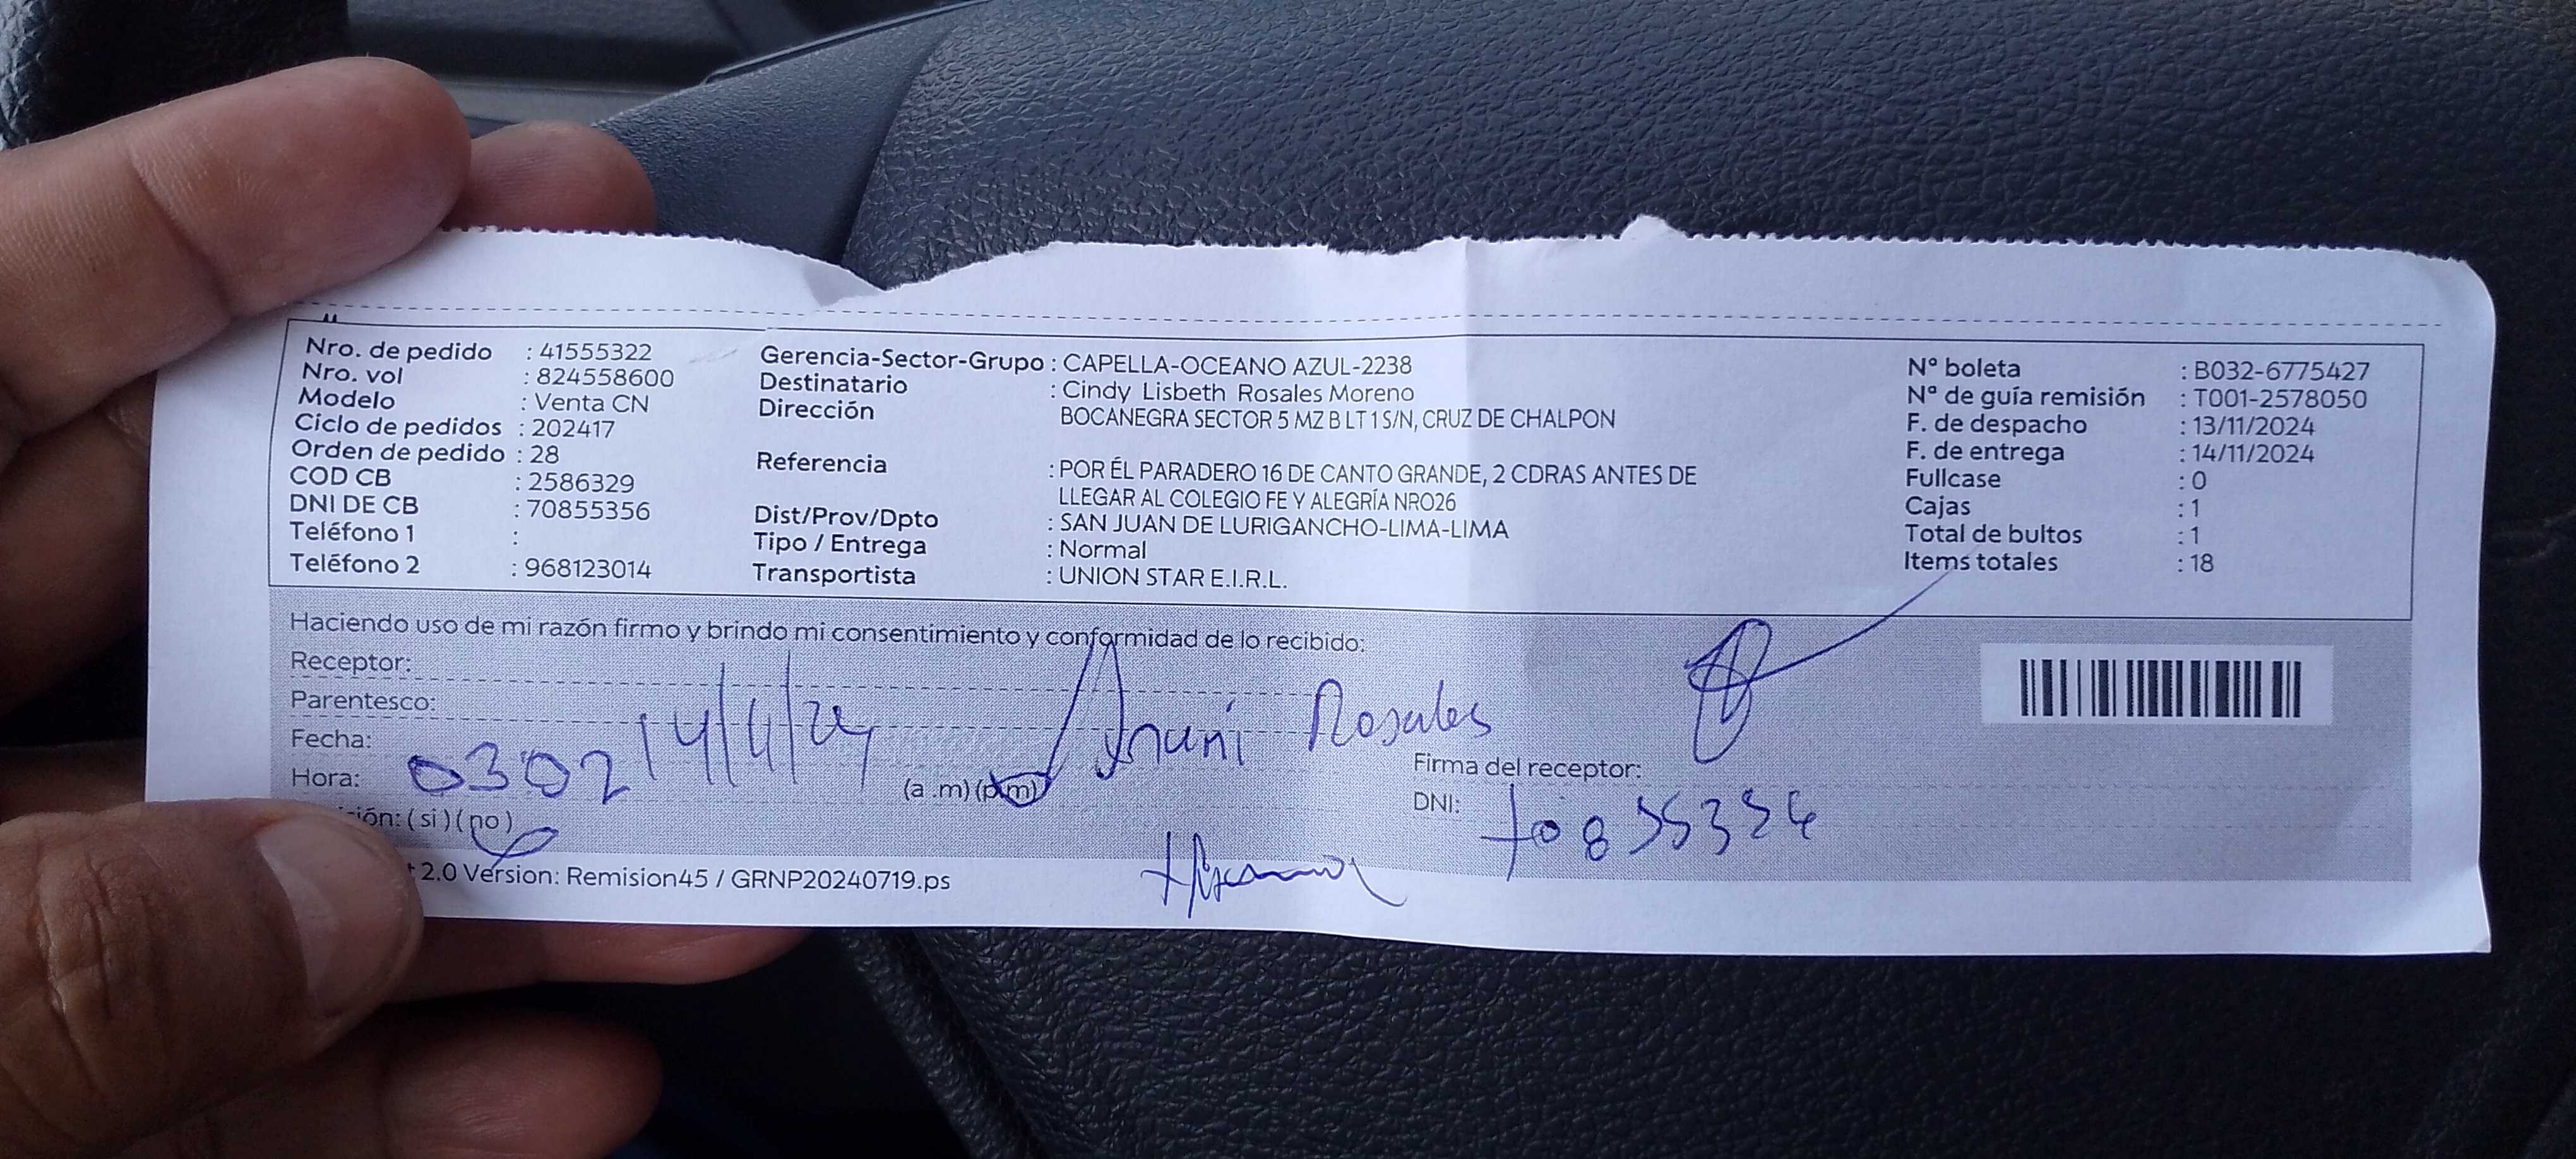 Nro. de pedido : 41555322
Nro. vol : 824558600
Modelo : Venta CN
Ciclo de pedidos : 202417
Orden de pedido : 28
COD CB : 2586329
DNI DE CB : 70855356
Teléfono 1 :
Teléfono 2 : 968123014
Gerencia-Sector-Grupo : CAPELLA-OCEANO AZUL-2238
Destinatario : Cindy Lisbeth Rosales Moreno
Dirección BOCANEGRA SECTOR 5 MZ B LT 1 S/N, CRUZ DE CHALPON
Referencia : POR ÉL PARADERO 16 DE CANTO GRANDE, 2 CDRAS ANTES DE
LLEGAR AL COLEGIO FE Y ALEGRÍA NRO26
Dist/Prov/Dpto : SAN JUAN DE LURIGANCHO-LIMA-LIMA
Tipo / Entrega : Normal
Transportista : UNION STAR E.I.R.L.
Nº boleta : B032-6775427
Nª de guía remisión : T001-2578050
F. de despacho : 13/11/2024
F. de entrega : 14/11/2024
Fullcase : 0
Cajas : 1
Total de bultos : 1
Items totales : 18
Haciendo uso de mi razón firmo y brindo mi consentimiento y conformidad de lo recibido:
Receptor:
Parentesco:
Fecha: 14/11/24
Rosales
Hora: 0302 (a .m) (p.m)
ión: ( si ) ( no )
Firma del receptor:
DNI: 70855356
2.0 Version: Remision45 / GRNP20240719.ps